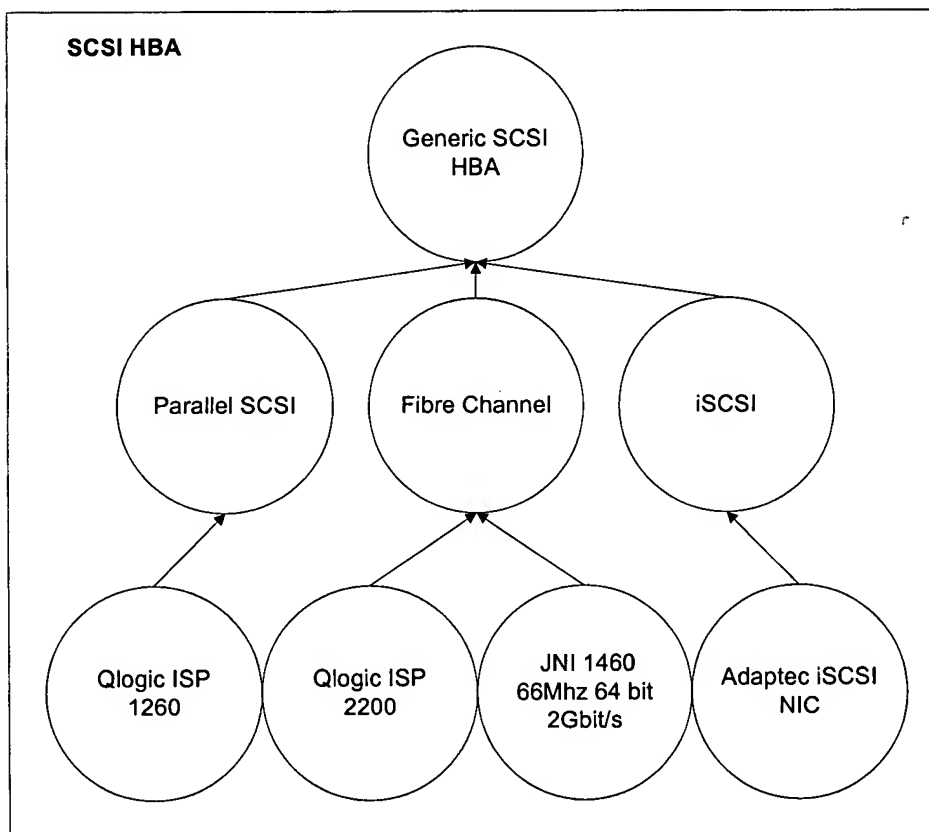 SCSI HBA
Generic SCSI
HBA
Parallel SCSI
Fibre Channel
iSCSI
Qlogic ISP
1260
Qlogic ISP
2200
JNI 1460
66Mhz 64 bit
2Gbit/s
Adaptec iSCSI
NIC